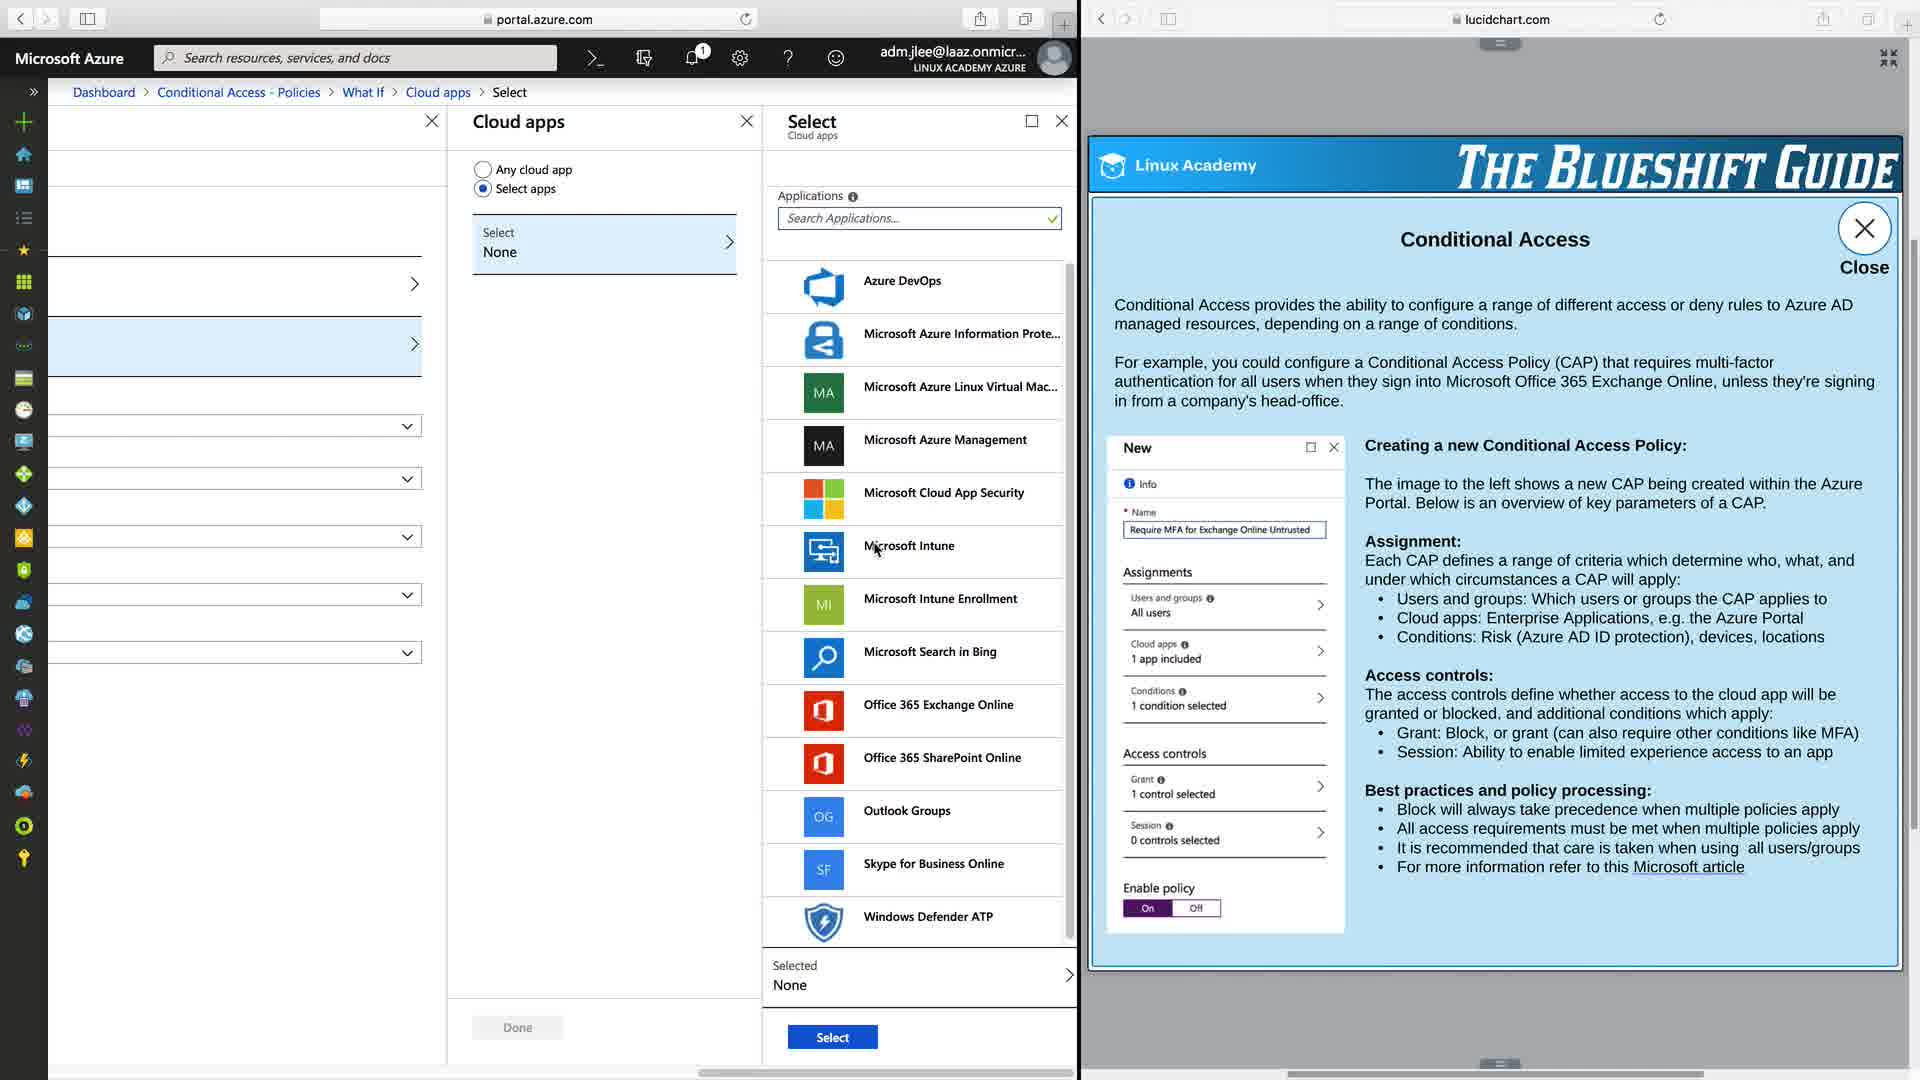 portal.azure.com
lucidchart.com
Microsoft Azure
Search resources, services, and docs
1
adm.jlee@laaz.onmicr...
LINUX ACADEMY AZURE
Dashboard > Conditional Access - Policies > What If > Cloud apps > Select
Cloud apps
Any cloud app
Select apps
Select
None
Done
Select
Cloud apps
Applications
Search Applications...
Azure DevOps
Microsoft Azure Information Prote...
MA
Microsoft Azure Linux Virtual Mac...
MA
Microsoft Azure Management
Microsoft Cloud App Security
Microsoft Intune
MI
Microsoft Intune Enrollment
Microsoft Search in Bing
Office 365 Exchange Online
Office 365 SharePoint Online
OG
Outlook Groups
SF
Skype for Business Online
Windows Defender ATP
Selected
None
Select
Linux Academy
THE BLUESHIFT GUIDE
Conditional Access
Close
Conditional Access provides the ability to configure a range of different access or deny rules to Azure AD
managed resources, depending on a range of conditions.
For example, you could configure a Conditional Access Policy (CAP) that requires multi-factor
authentication for all users when they sign into Microsoft Office 365 Exchange Online, unless they're signing
in from a company's head-office.
New
Info
* Name
Require MFA for Exchange Online Untrusted
Assignments
Users and groups
All users
Cloud apps
1 app included
Conditions
1 condition selected
Access controls
Grant
1 control selected
Session
0 controls selected
Enable policy
On Off
Creating a new Conditional Access Policy:
The image to the left shows a new CAP being created within the Azure
Portal. Below is an overview of key parameters of a CAP.
Assignment:
Each CAP defines a range of criteria which determine who, what, and
under which circumstances a CAP will apply:
• Users and groups: Which users or groups the CAP applies to
• Cloud apps: Enterprise Applications, e.g. the Azure Portal
• Conditions: Risk (Azure AD ID protection), devices, locations
Access controls:
The access controls define whether access to the cloud app will be
granted or blocked, and additional conditions which apply:
• Grant: Block, or grant (can also require other conditions like MFA)
• Session: Ability to enable limited experience access to an app
Best practices and policy processing:
• Block will always take precedence when multiple policies apply
• All access requirements must be met when multiple policies apply
• It is recommended that care is taken when using all users/groups
• For more information refer to this Microsoft article